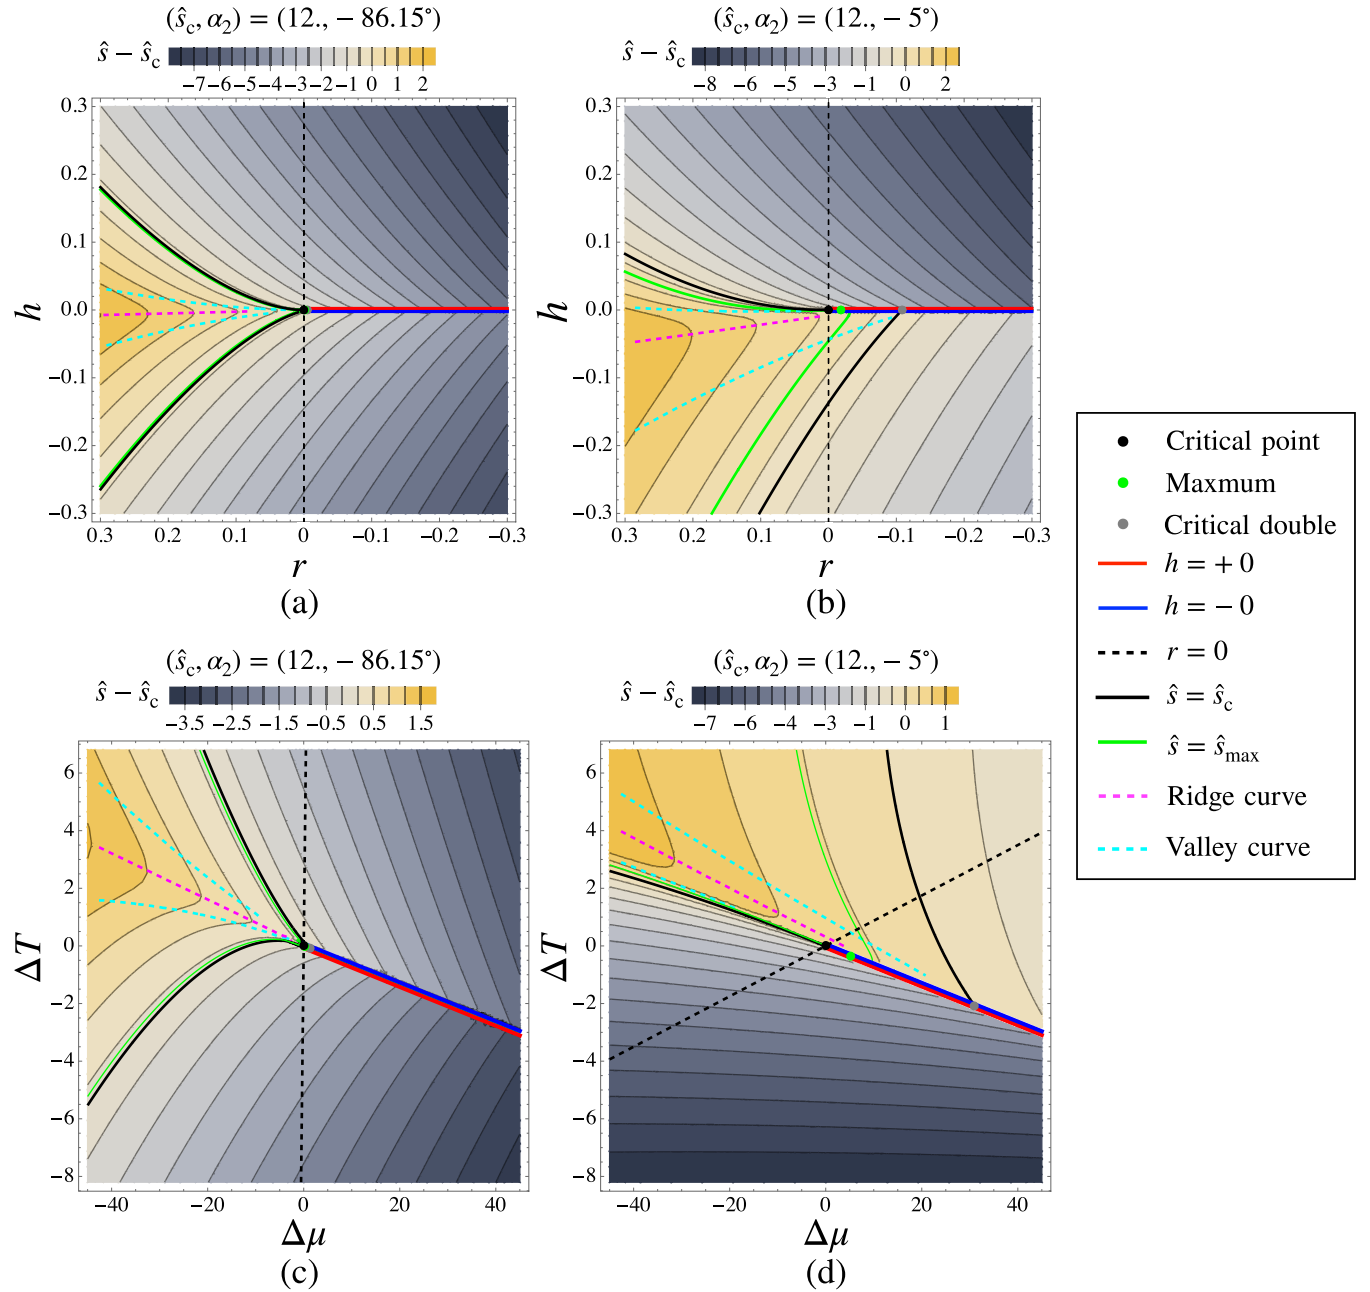 (ŝc, α2) = (12., − 86.15°)
ŝ − ŝc
−7 −6 −5 −4 −3 −2 −1 0 1 2
0.3
0.2
0.1
0.0
−0.1
−0.2
−0.3
h
0.3 0.2 0.1 0 −0.1 −0.2 −0.3
r
(a)
(ŝc, α2) = (12., − 5°)
ŝ − ŝc
−8 −6 −5 −3 −1 0 2
0.3
0.2
0.1
0.0
−0.1
−0.2
−0.3
h
0.3 0.2 0.1 0 −0.1 −0.2 −0.3
r
(b)
Critical point
Maxmum
Critical double
h = + 0
h = − 0
r = 0
ŝ = ŝc
ŝ = ŝmax
Ridge curve
Valley curve
(ŝc, α2) = (12., − 86.15°)
ŝ − ŝc
−3.5 −2.5 −1.5 −0.5 0.5 1.5
6
4
2
0
−2
−4
−6
−8
ΔT
−40 −20 0 20 40
Δμ
(c)
(ŝc, α2) = (12., − 5°)
ŝ − ŝc
−7 −6 −4 −3 −1 0 1
6
4
2
0
−2
−4
−6
−8
ΔT
−40 −20 0 20 40
Δμ
(d)